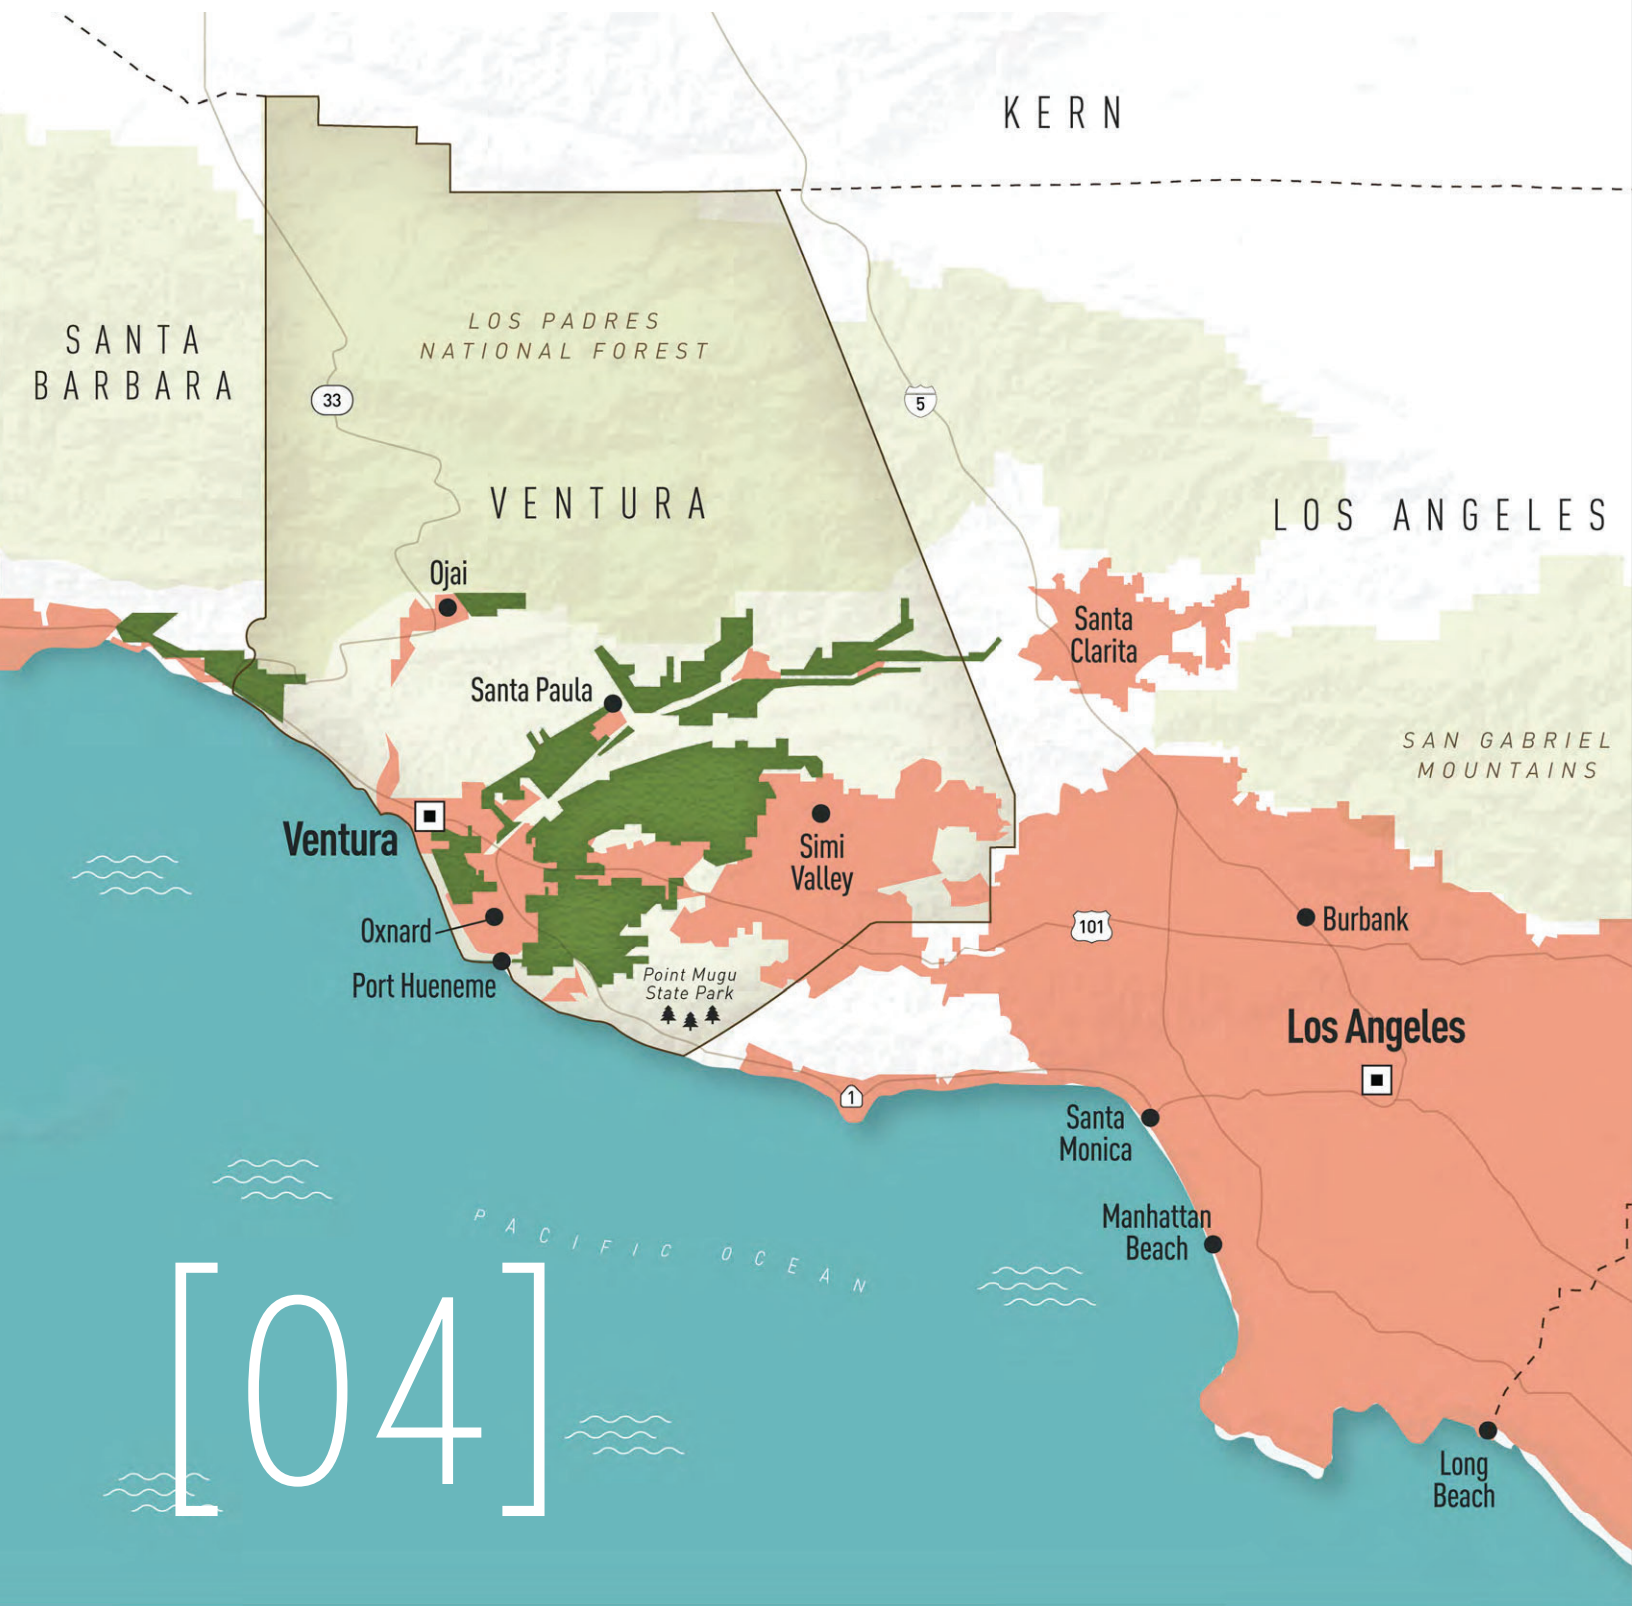 KERN
SANTA
BARBARA
LOS PADRES
NATIONAL FOREST
33
5
VENTURA
LOS ANGELES
Ojai
Santa
Clarita
Santa Paula
SAN GABRIEL
MOUNTAINS
Ventura
Simi
Valley
Oxnard
101
Burbank
Port Hueneme
Point Mugu
State Park
Los Angeles
1
Santa
Monica
Manhattan
Beach
PACIFIC OCEAN
[04]
Long
Beach